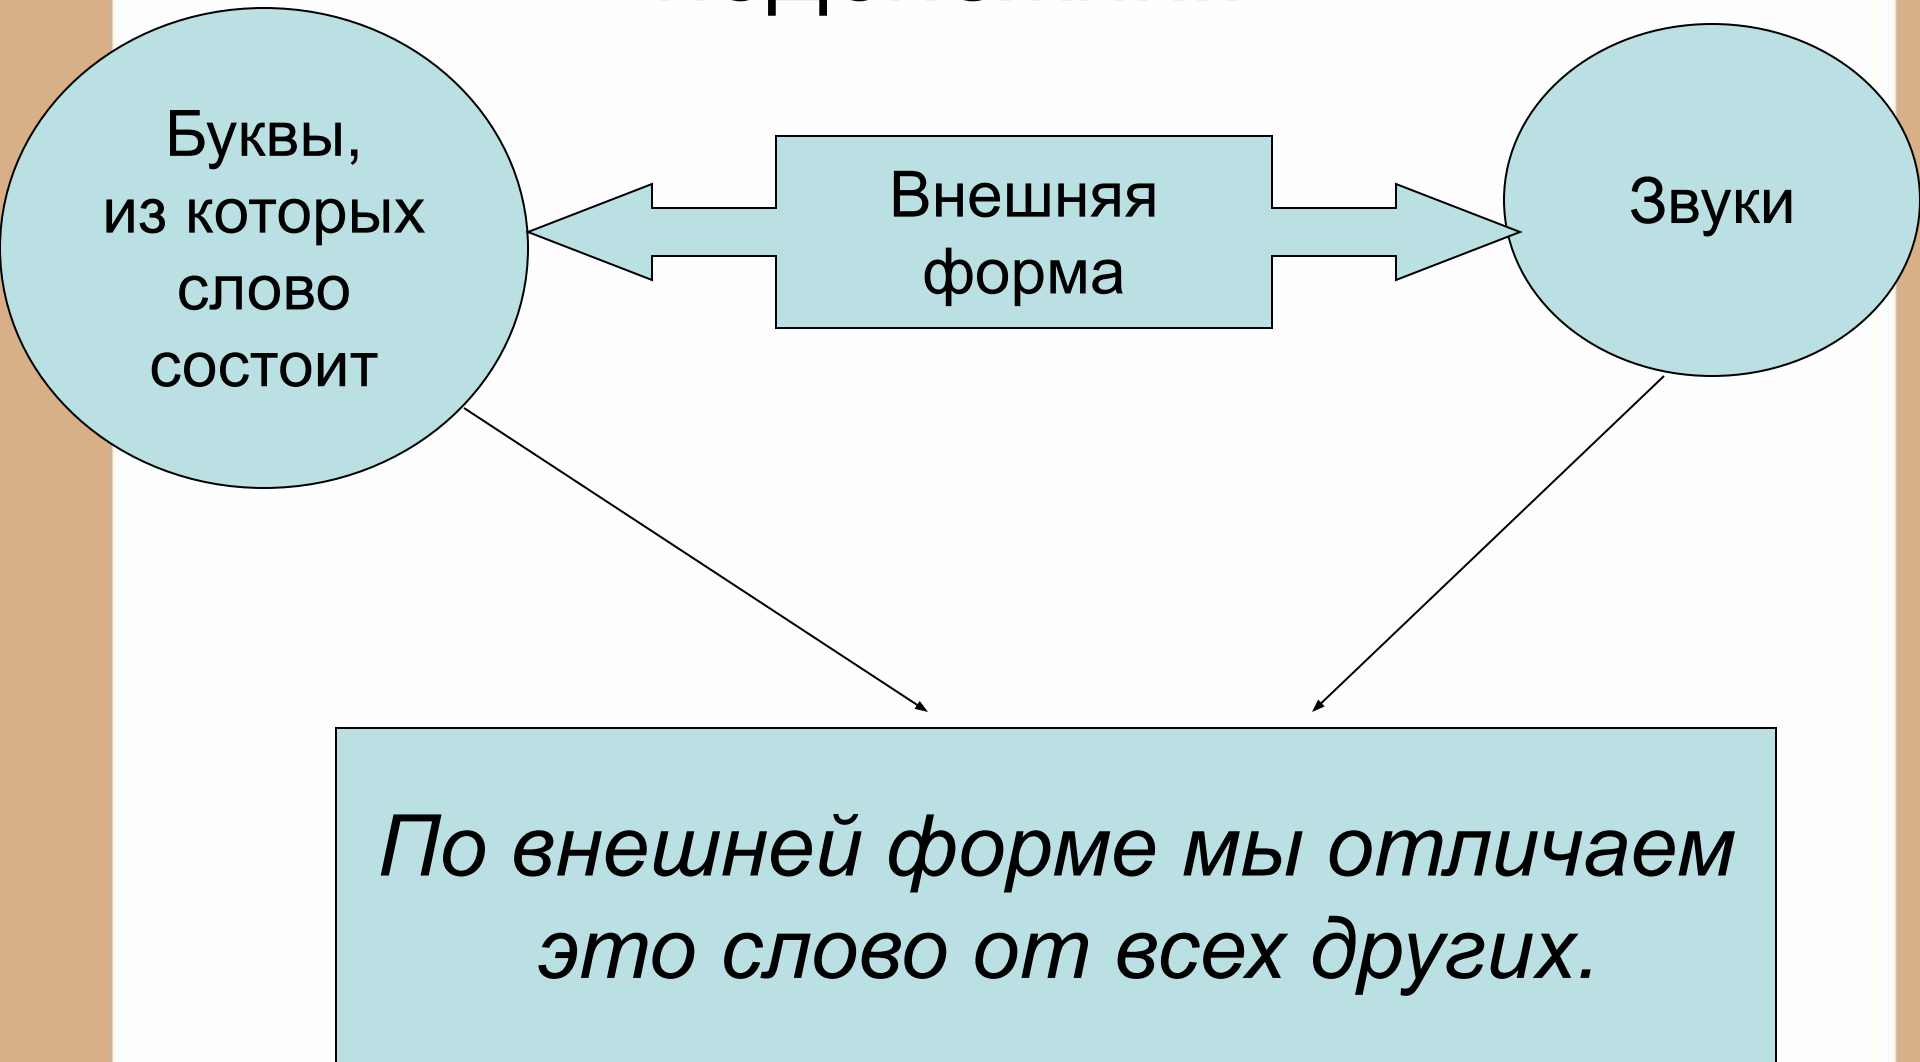 Буквы,
из которых
слово
состоит
Внешняя
форма
Звуки
По внешней форме мы отличаем
это слово от всех других.